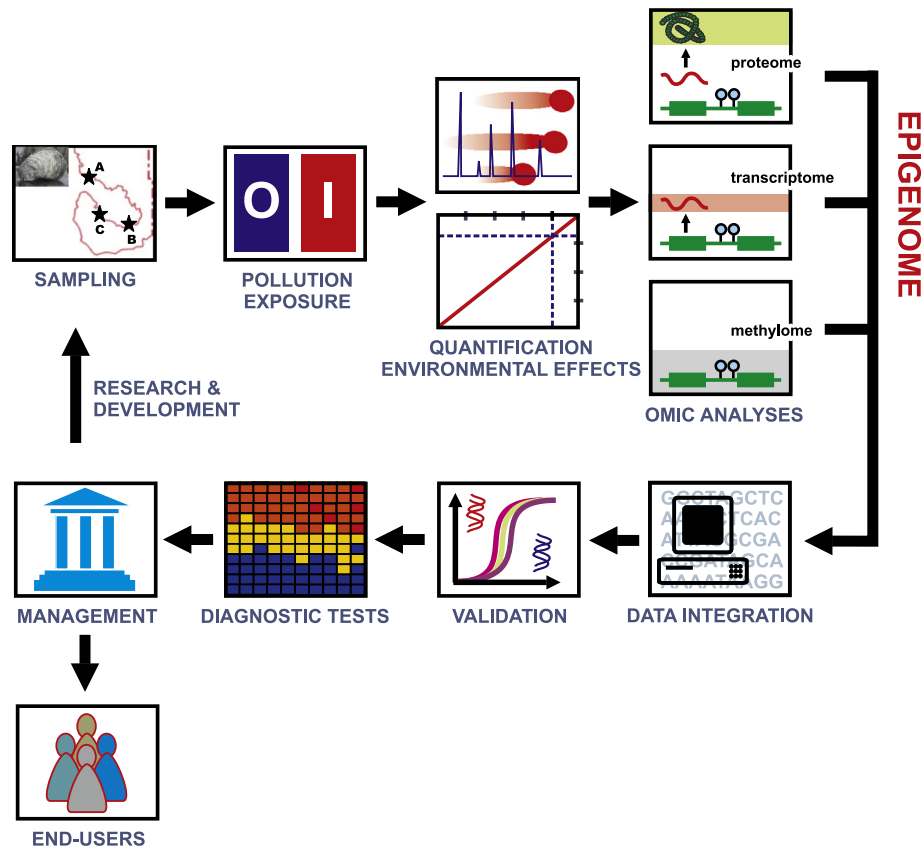 proteome
EPIGENOME
A
C
B
O I
transcriptome
SAMPLING
POLLUTION
EXPOSURE
QUANTIFICATION
ENVIRONMENTAL EFFECTS
methylome
OMIC ANALYSES
RESEARCH &
DEVELOPMENT
MANAGEMENT
DIAGNOSTIC TESTS
VALIDATION
DATA INTEGRATION
END-USERS